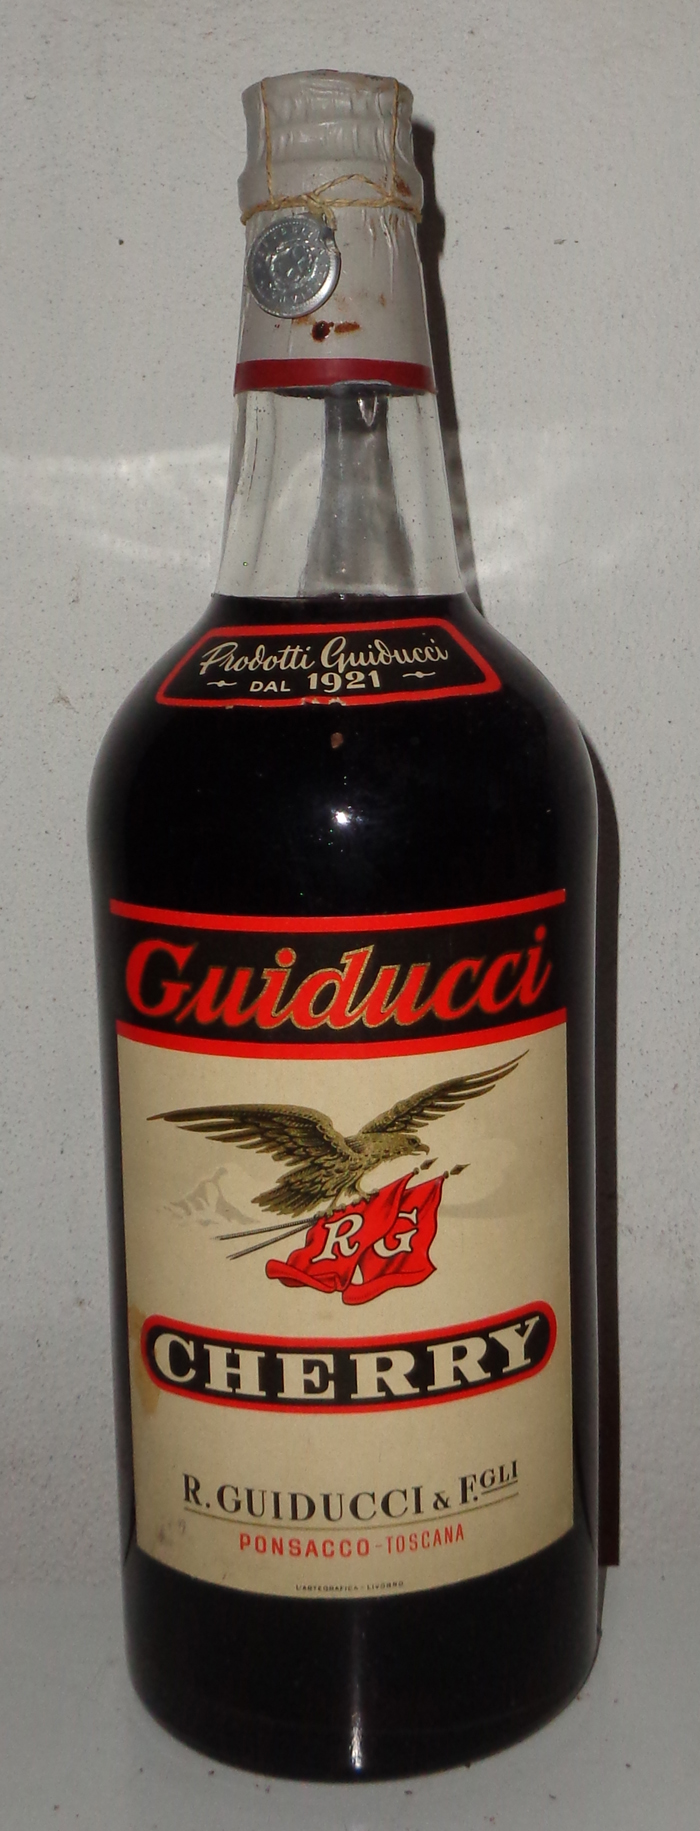 Prodotti Guiducci
DAL 1921
Guiducci
RG
CHERRY
R. GUIDUCCI & F.GLI
PONSACCO-TOSCANA
L'ARTEGRAFICA - LIVORNO